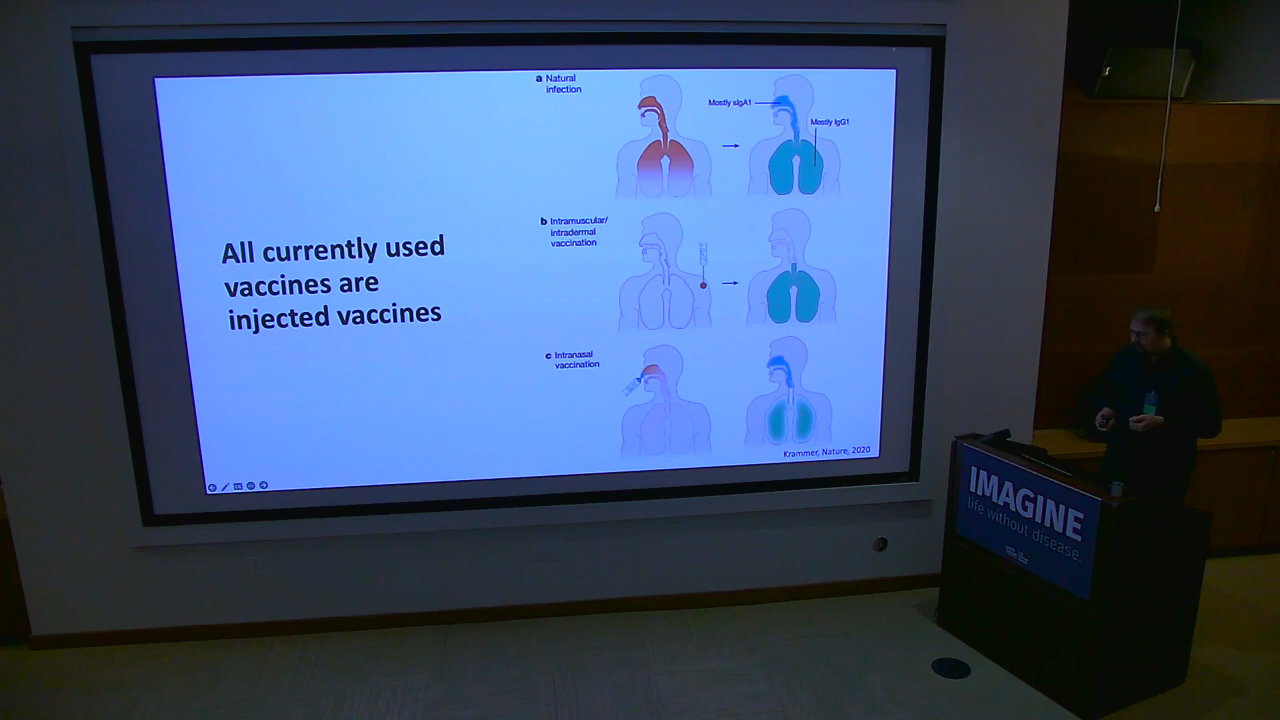 All currently used
vaccines are
injected vaccines
a Natural
infection
Mostly sIgA1
Mostly IgG1
b Intramuscular/
intradermal
vaccination
c Intranasal
vaccination
Krammer, Nature, 2020
IMAGINE
life without disease.